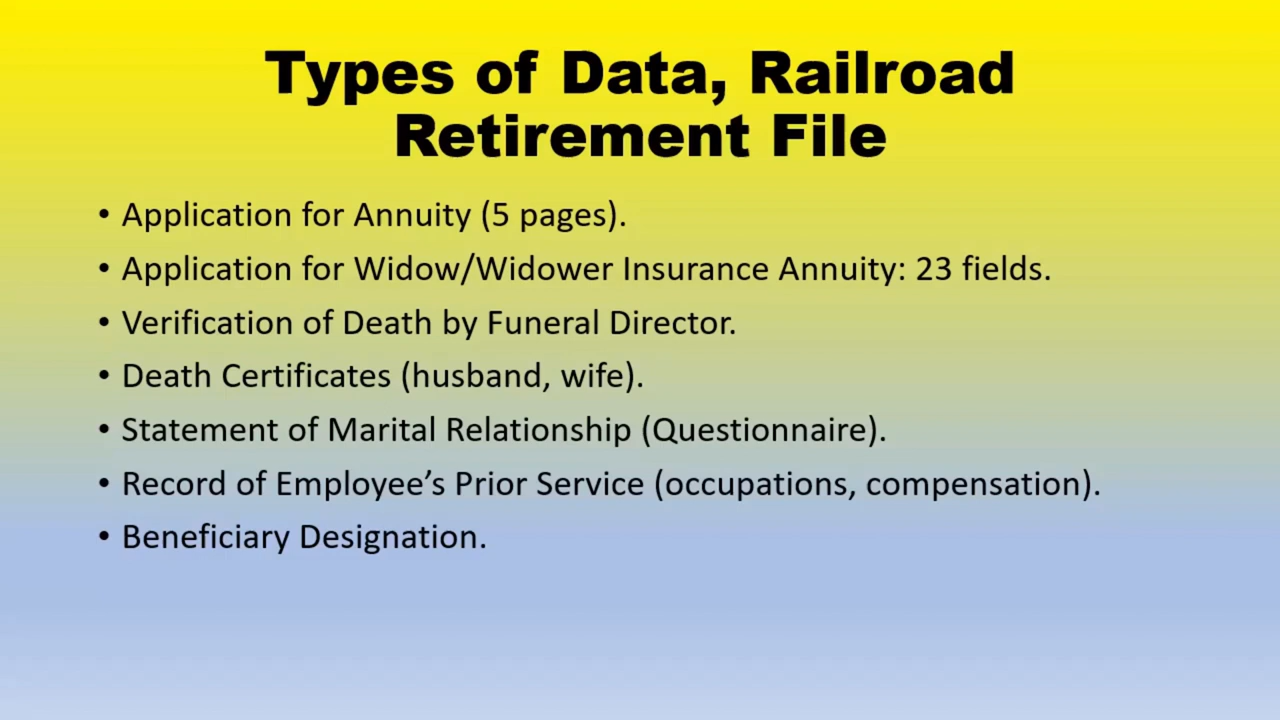 Types of Data, Railroad
Retirement File
• Application for Annuity (5 pages).
• Application for Widow/Widower Insurance Annuity: 23 fields.
• Verification of Death by Funeral Director.
• Death Certificates (husband, wife).
• Statement of Marital Relationship (Questionnaire).
• Record of Employee’s Prior Service (occupations, compensation).
• Beneficiary Designation.